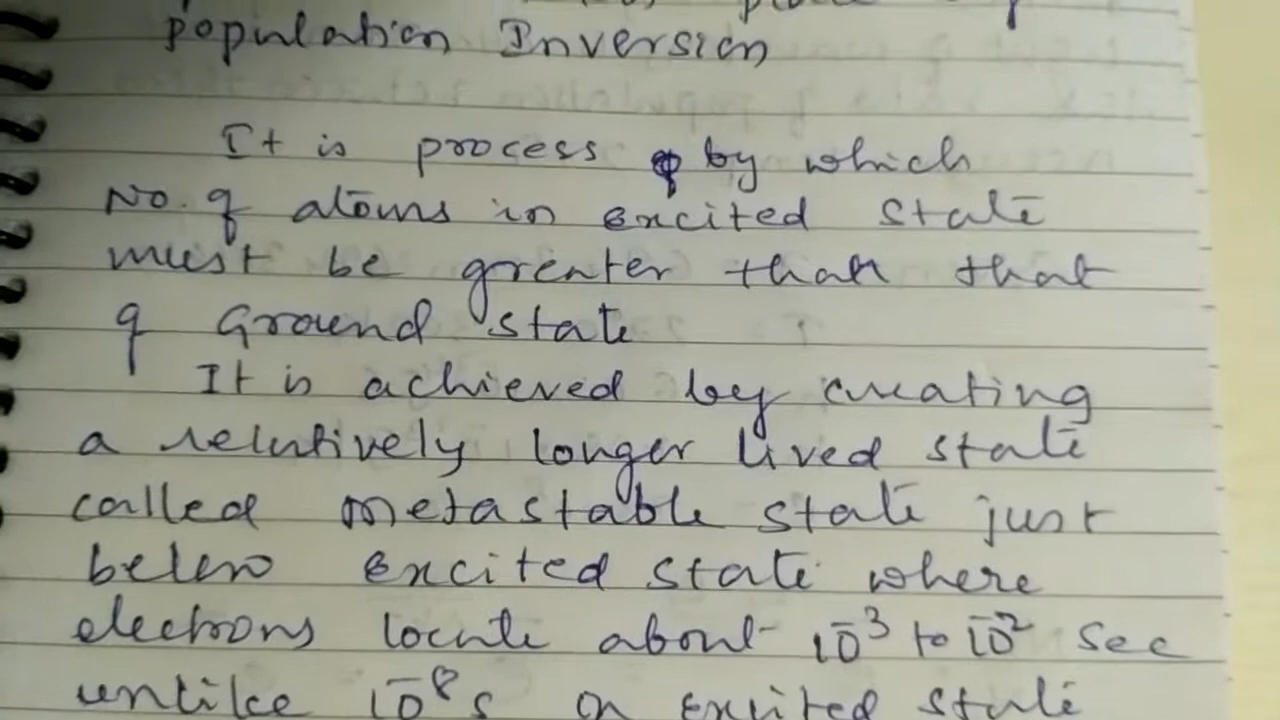 population Inversion
It is process by which
No. of atoms in excited state
must be greater than that
of Ground state
It is achieved by creating
a relatively longer lived state
called metastable state just
below excited state where
electrons locate about 10⁻³ to 10⁻² sec
unlike 10⁻⁸ s on excited state